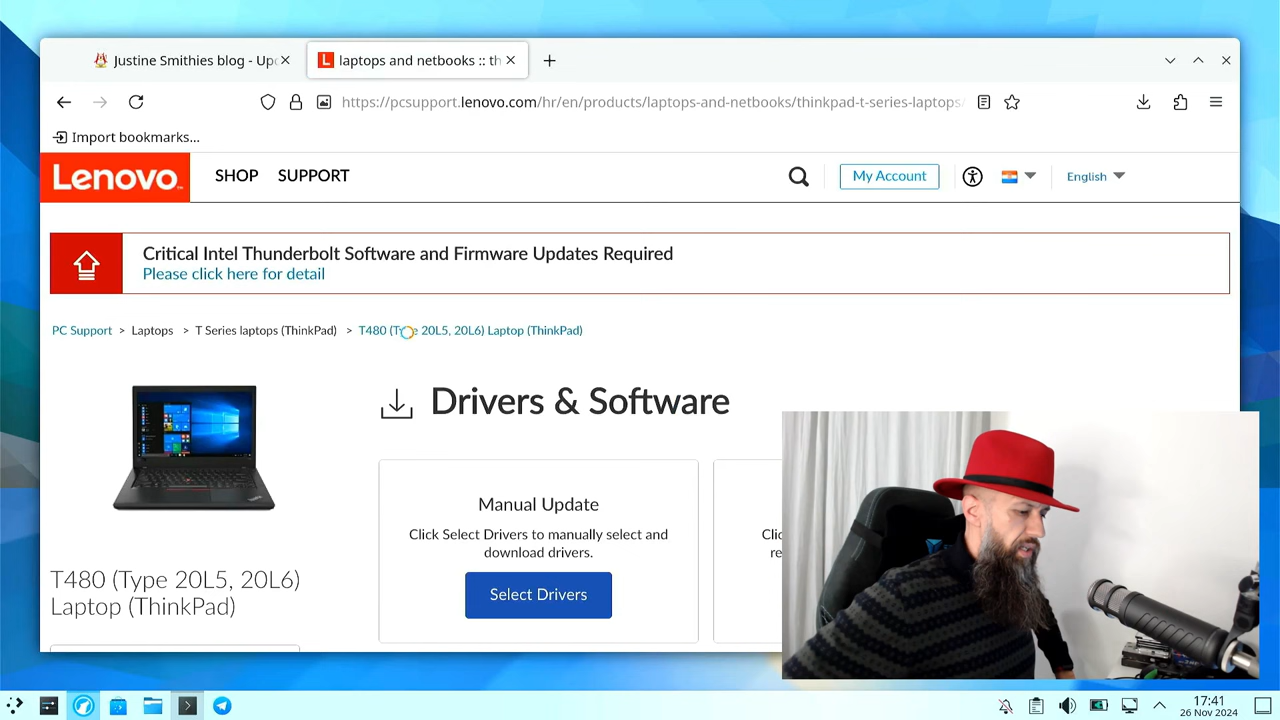 Justine Smithies blog - Upc
laptops and netbooks :: th
https://pcsupport.lenovo.com/hr/en/products/laptops-and-netbooks/thinkpad-t-series-laptops/
Import bookmarks...
Lenovo
SHOP SUPPORT
My Account
English
Critical Intel Thunderbolt Software and Firmware Updates Required
Please click here for detail
PC Support > Laptops > T Series laptops (ThinkPad) > T480 (Type 20L5, 20L6) Laptop (ThinkPad)
Drivers & Software
Manual Update
Click Select Drivers to manually select and
download drivers.
Select Drivers
Clic
re
T480 (Type 20L5, 20L6)
Laptop (ThinkPad)
17:41
26 Nov 2024